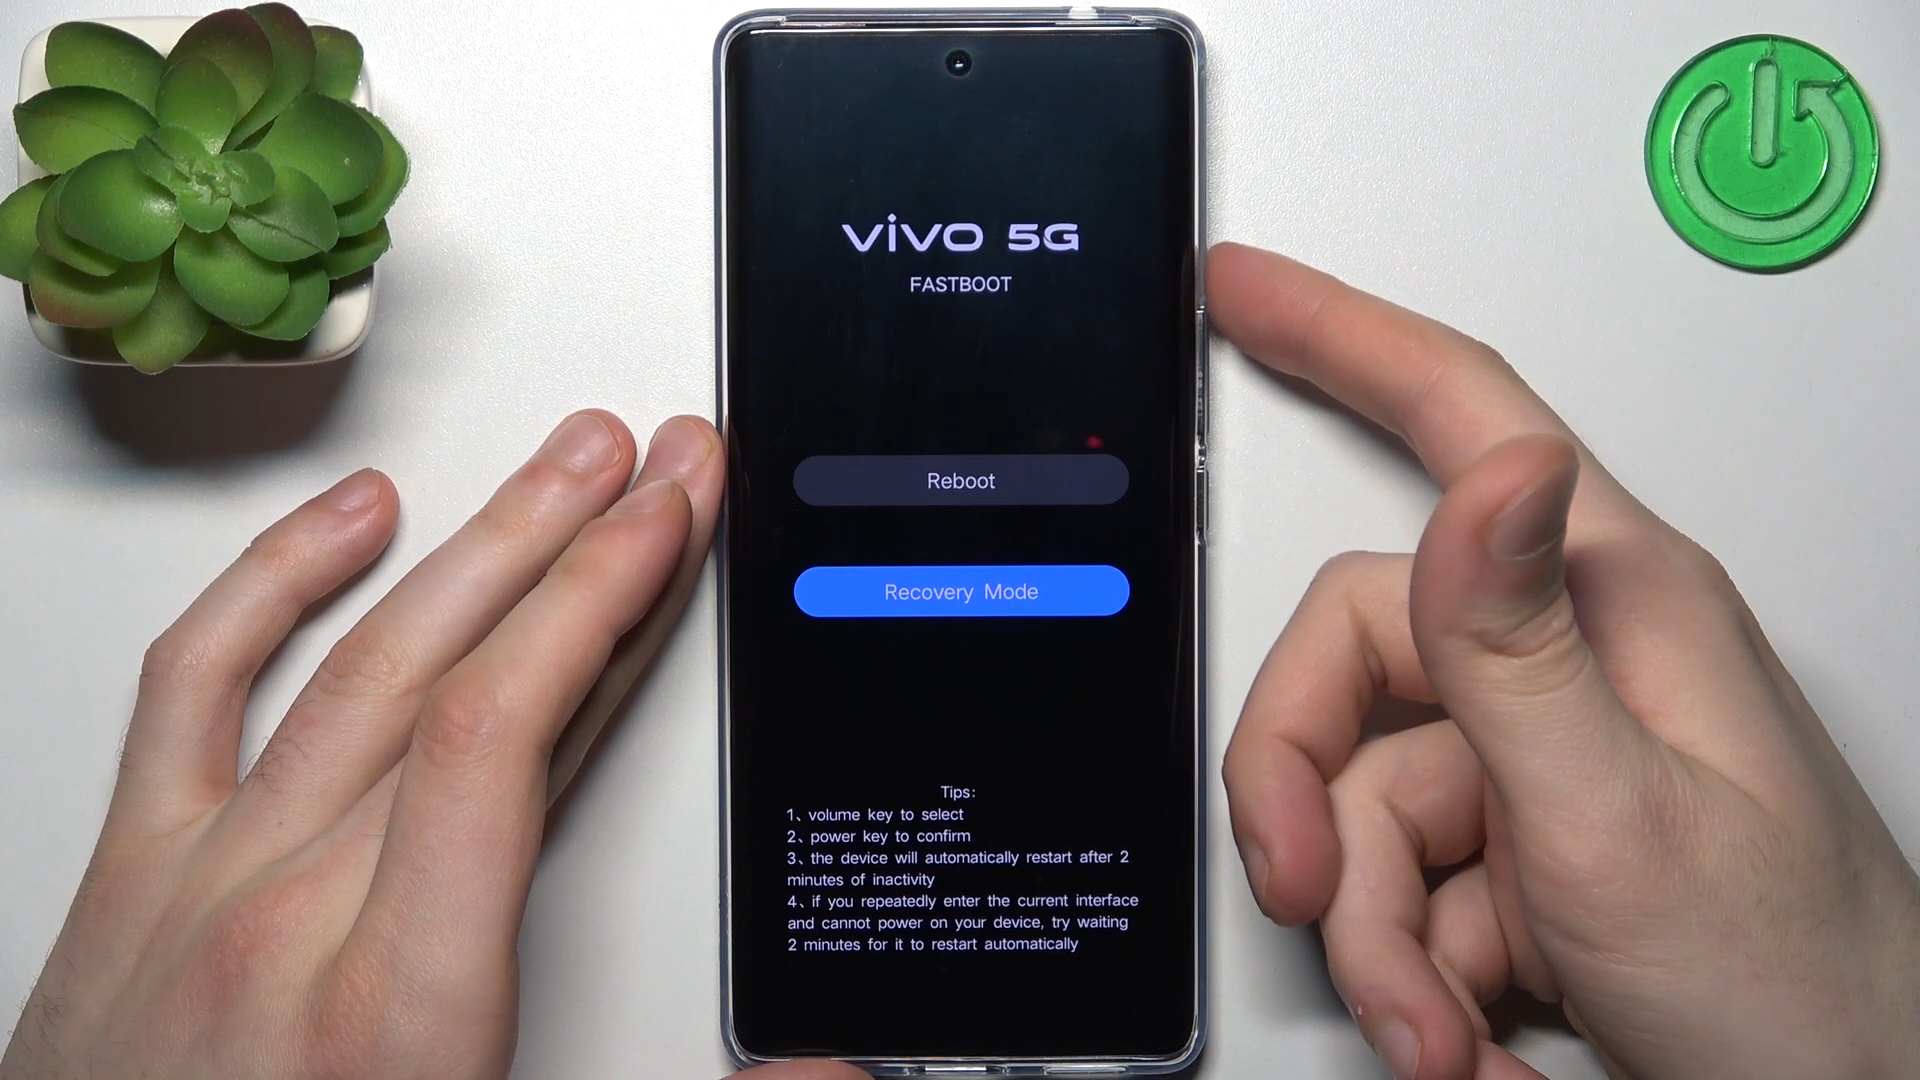 vivo 5G
FASTBOOT
Reboot
Recovery Mode
Tips:
1、volume key to select
2、power key to confirm
3、the device will automatically restart after 2
minutes of inactivity
4、if you repeatedly enter the current interface
and cannot power on your device, try waiting
2 minutes for it to restart automatically